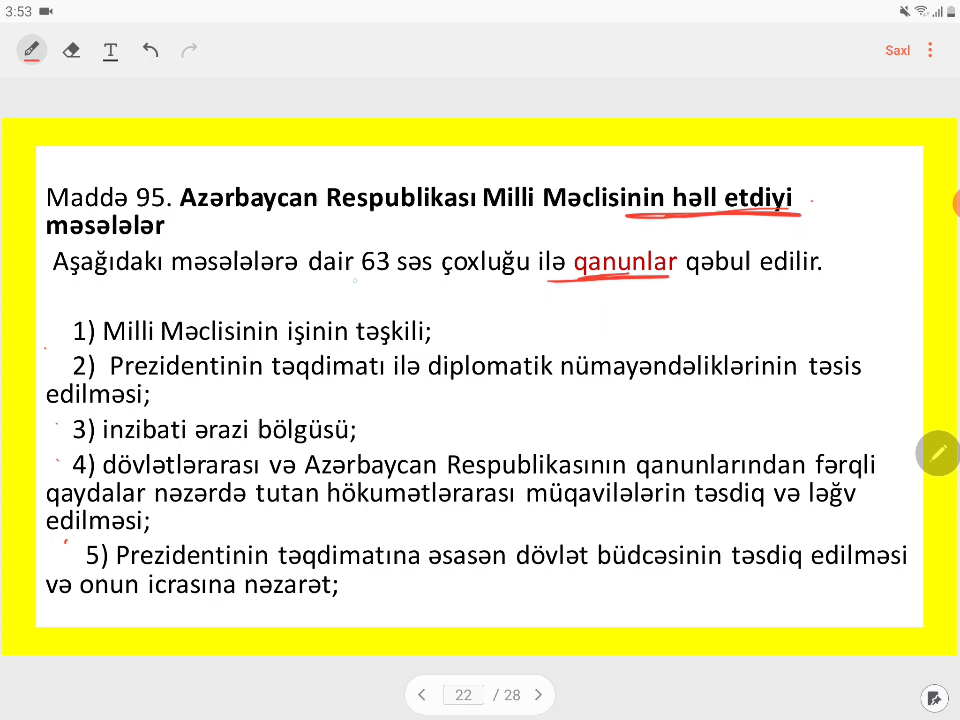 3:53
T
Saxl
Maddə 95. Azərbaycan Respublikası Milli Məclisinin həll etdiyi
məsələlər
Aşağıdakı məsələlərə dair 63 səs çoxluğu ilə qanunlar qəbul edilir.
1) Milli Məclisinin işinin təşkili;
2) Prezidentinin təqdimatı ilə diplomatik nümayəndəliklərinin təsis
edilməsi;
3) inzibati ərazi bölgüsü;
4) dövlətlərarası və Azərbaycan Respublikasının qanunlarından fərqli
qaydalar nəzərdə tutan hökumətlərarası müqavilələrin təsdiq və ləğv
edilməsi;
5) Prezidentinin təqdimatına əsasən dövlət büdcəsinin təsdiq edilməsi
və onun icrasına nəzarət;
22 / 28